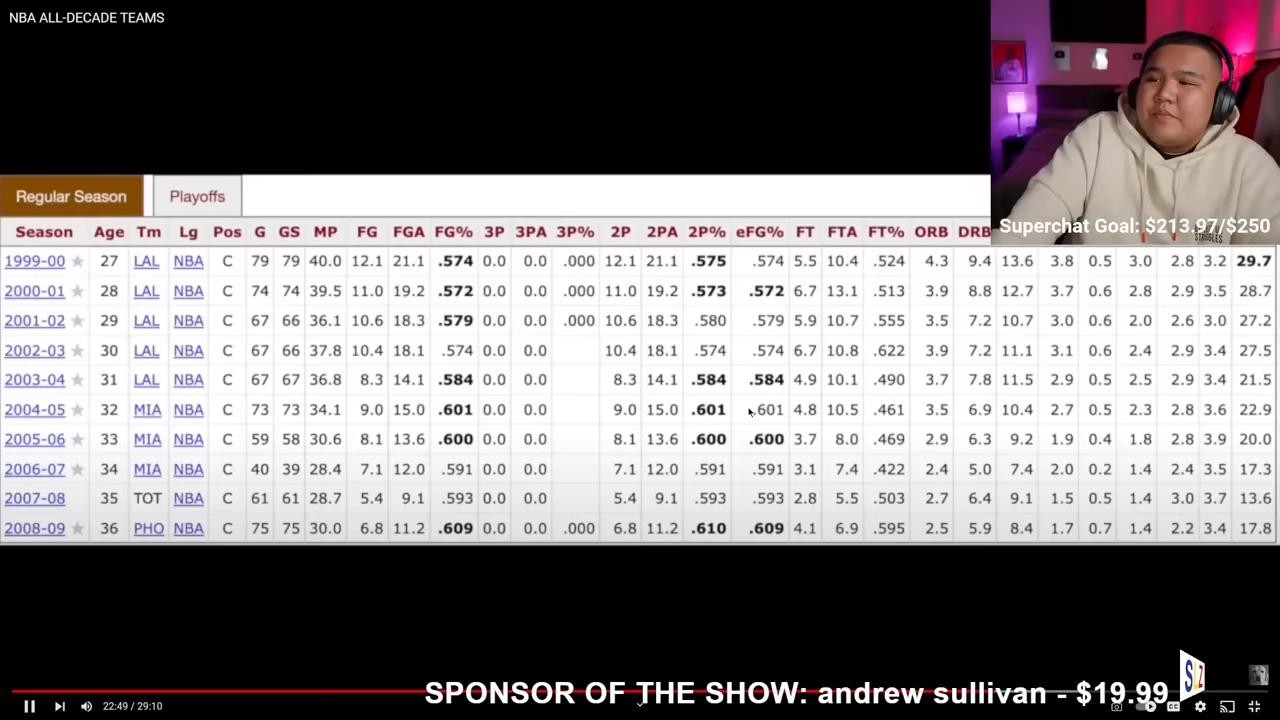 NBA ALL-DECADE TEAMS
Superchat Goal: $213.97/$250
STRUGGLES
Regular Season Playoffs
Season Age Tm Lg Pos G GS MP FG FGA FG% 3P 3PA 3P% 2P 2PA 2P% eFG% FT FTA FT% ORB DRB
1999-00 ★ 27 LAL NBA C 79 79 40.0 12.1 21.1 .574 0.0 0.0 .000 12.1 21.1 .575 .574 5.5 10.4 .524 4.3 9.4 13.6 3.8 0.5 3.0 2.8 3.2 29.7
2000-01 ★ 28 LAL NBA C 74 74 39.5 11.0 19.2 .572 0.0 0.0 .000 11.0 19.2 .573 .572 6.7 13.1 .513 3.9 8.8 12.7 3.7 0.6 2.8 2.9 3.5 28.7
2001-02 ★ 29 LAL NBA C 67 66 36.1 10.6 18.3 .579 0.0 0.0 .000 10.6 18.3 .580 .579 5.9 10.7 .555 3.5 7.2 10.7 3.0 0.6 2.0 2.6 3.0 27.2
2002-03 ★ 30 LAL NBA C 67 66 37.8 10.4 18.1 .574 0.0 0.0 10.4 18.1 .574 .574 6.7 10.8 .622 3.9 7.2 11.1 3.1 0.6 2.4 2.9 3.4 27.5
2003-04 ★ 31 LAL NBA C 67 67 36.8 8.3 14.1 .584 0.0 0.0 8.3 14.1 .584 .584 4.9 10.1 .490 3.7 7.8 11.5 2.9 0.5 2.5 2.9 3.4 21.5
2004-05 ★ 32 MIA NBA C 73 73 34.1 9.0 15.0 .601 0.0 0.0 9.0 15.0 .601 .601 4.8 10.5 .461 3.5 6.9 10.4 2.7 0.5 2.3 2.8 3.6 22.9
2005-06 ★ 33 MIA NBA C 59 58 30.6 8.1 13.6 .600 0.0 0.0 8.1 13.6 .600 .600 3.7 8.0 .469 2.9 6.3 9.2 1.9 0.4 1.8 2.8 3.9 20.0
2006-07 ★ 34 MIA NBA C 40 39 28.4 7.1 12.0 .591 0.0 0.0 7.1 12.0 .591 .591 3.1 7.4 .422 2.4 5.0 7.4 2.0 0.2 1.4 2.4 3.5 17.3
2007-08 35 TOT NBA C 61 61 28.7 5.4 9.1 .593 0.0 0.0 5.4 9.1 .593 .593 2.8 5.5 .503 2.7 6.4 9.1 1.5 0.5 1.4 3.0 3.7 13.6
2008-09 ★ 36 PHO NBA C 75 75 30.0 6.8 11.2 .609 0.0 0.0 .000 6.8 11.2 .610 .609 4.1 6.9 .595 2.5 5.9 8.4 1.7 0.7 1.4 2.2 3.4 17.8
SPONSOR OF THE SHOW: andrew sullivan - $19.99
22:49 / 29:10